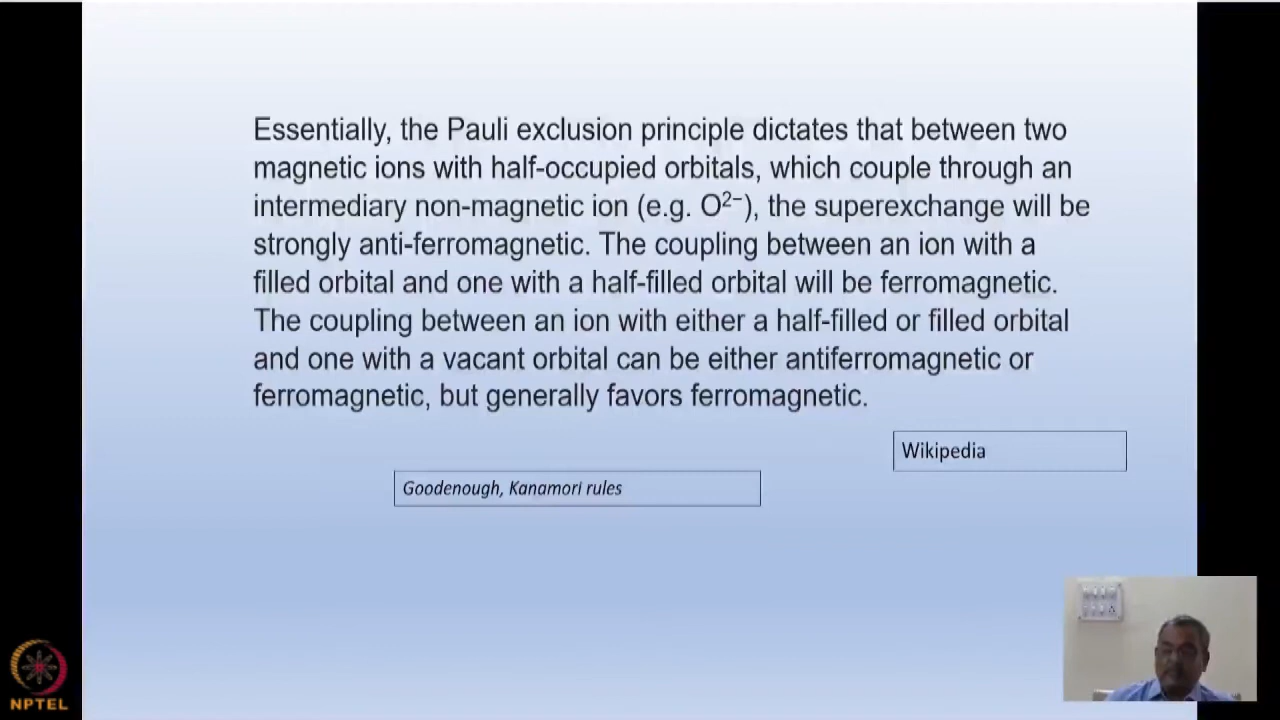 Essentially, the Pauli exclusion principle dictates that between two
magnetic ions with half-occupied orbitals, which couple through an
intermediary non-magnetic ion (e.g. O²⁻), the superexchange will be
strongly anti-ferromagnetic. The coupling between an ion with a
filled orbital and one with a half-filled orbital will be ferromagnetic.
The coupling between an ion with either a half-filled or filled orbital
and one with a vacant orbital can be either antiferromagnetic or
ferromagnetic, but generally favors ferromagnetic.
Wikipedia
Goodenough, Kanamori rules
NPTEL